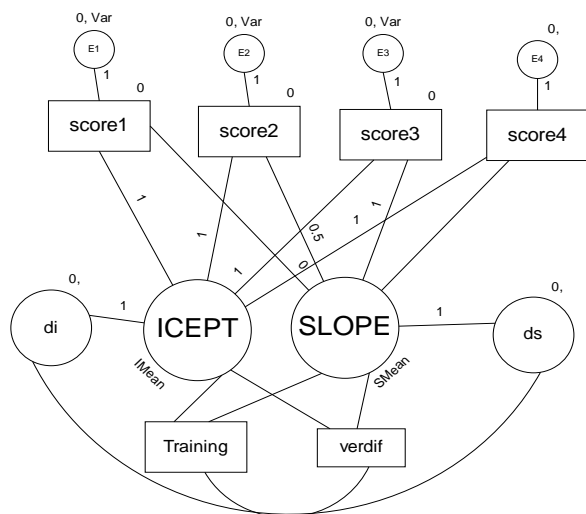 0, Var
0, Var
0, Var
0,
E1
E2
E3
E4
1
1
1
1
0
0
0
score1
score2
score3
score4
1
1
1
0.5
0
1
1
0,
0,
di
1
ICEPT
SLOPE
1
ds
IMean
SMean
Training
verdif